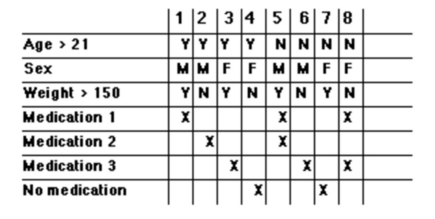 1 2 3 4 5 6 7 8
Age > 21 Y Y Y Y N N N N
Sex M M F F M M F F
Weight > 150 Y N Y N Y N Y N
Medication 1 X X X
Medication 2 X X
Medication 3 X X X
No medication X X